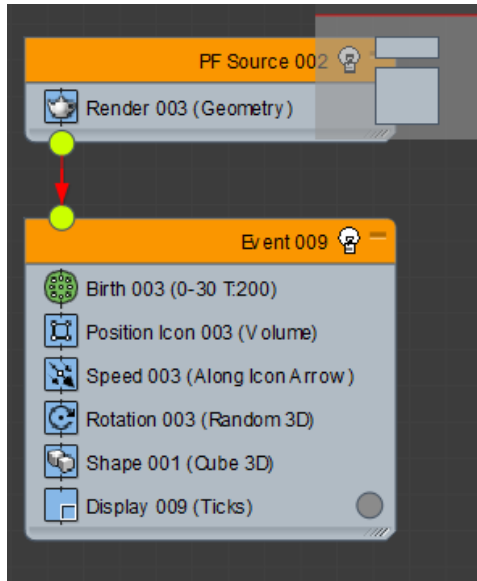 PF Source 002
Render 003 (Geometry)
Event 009
Birth 003 (0-30 T:200)
Position Icon 003 (Volume)
Speed 003 (Along Icon Arrow)
Rotation 003 (Random 3D)
Shape 001 (Cube 3D)
Display 009 (Ticks)